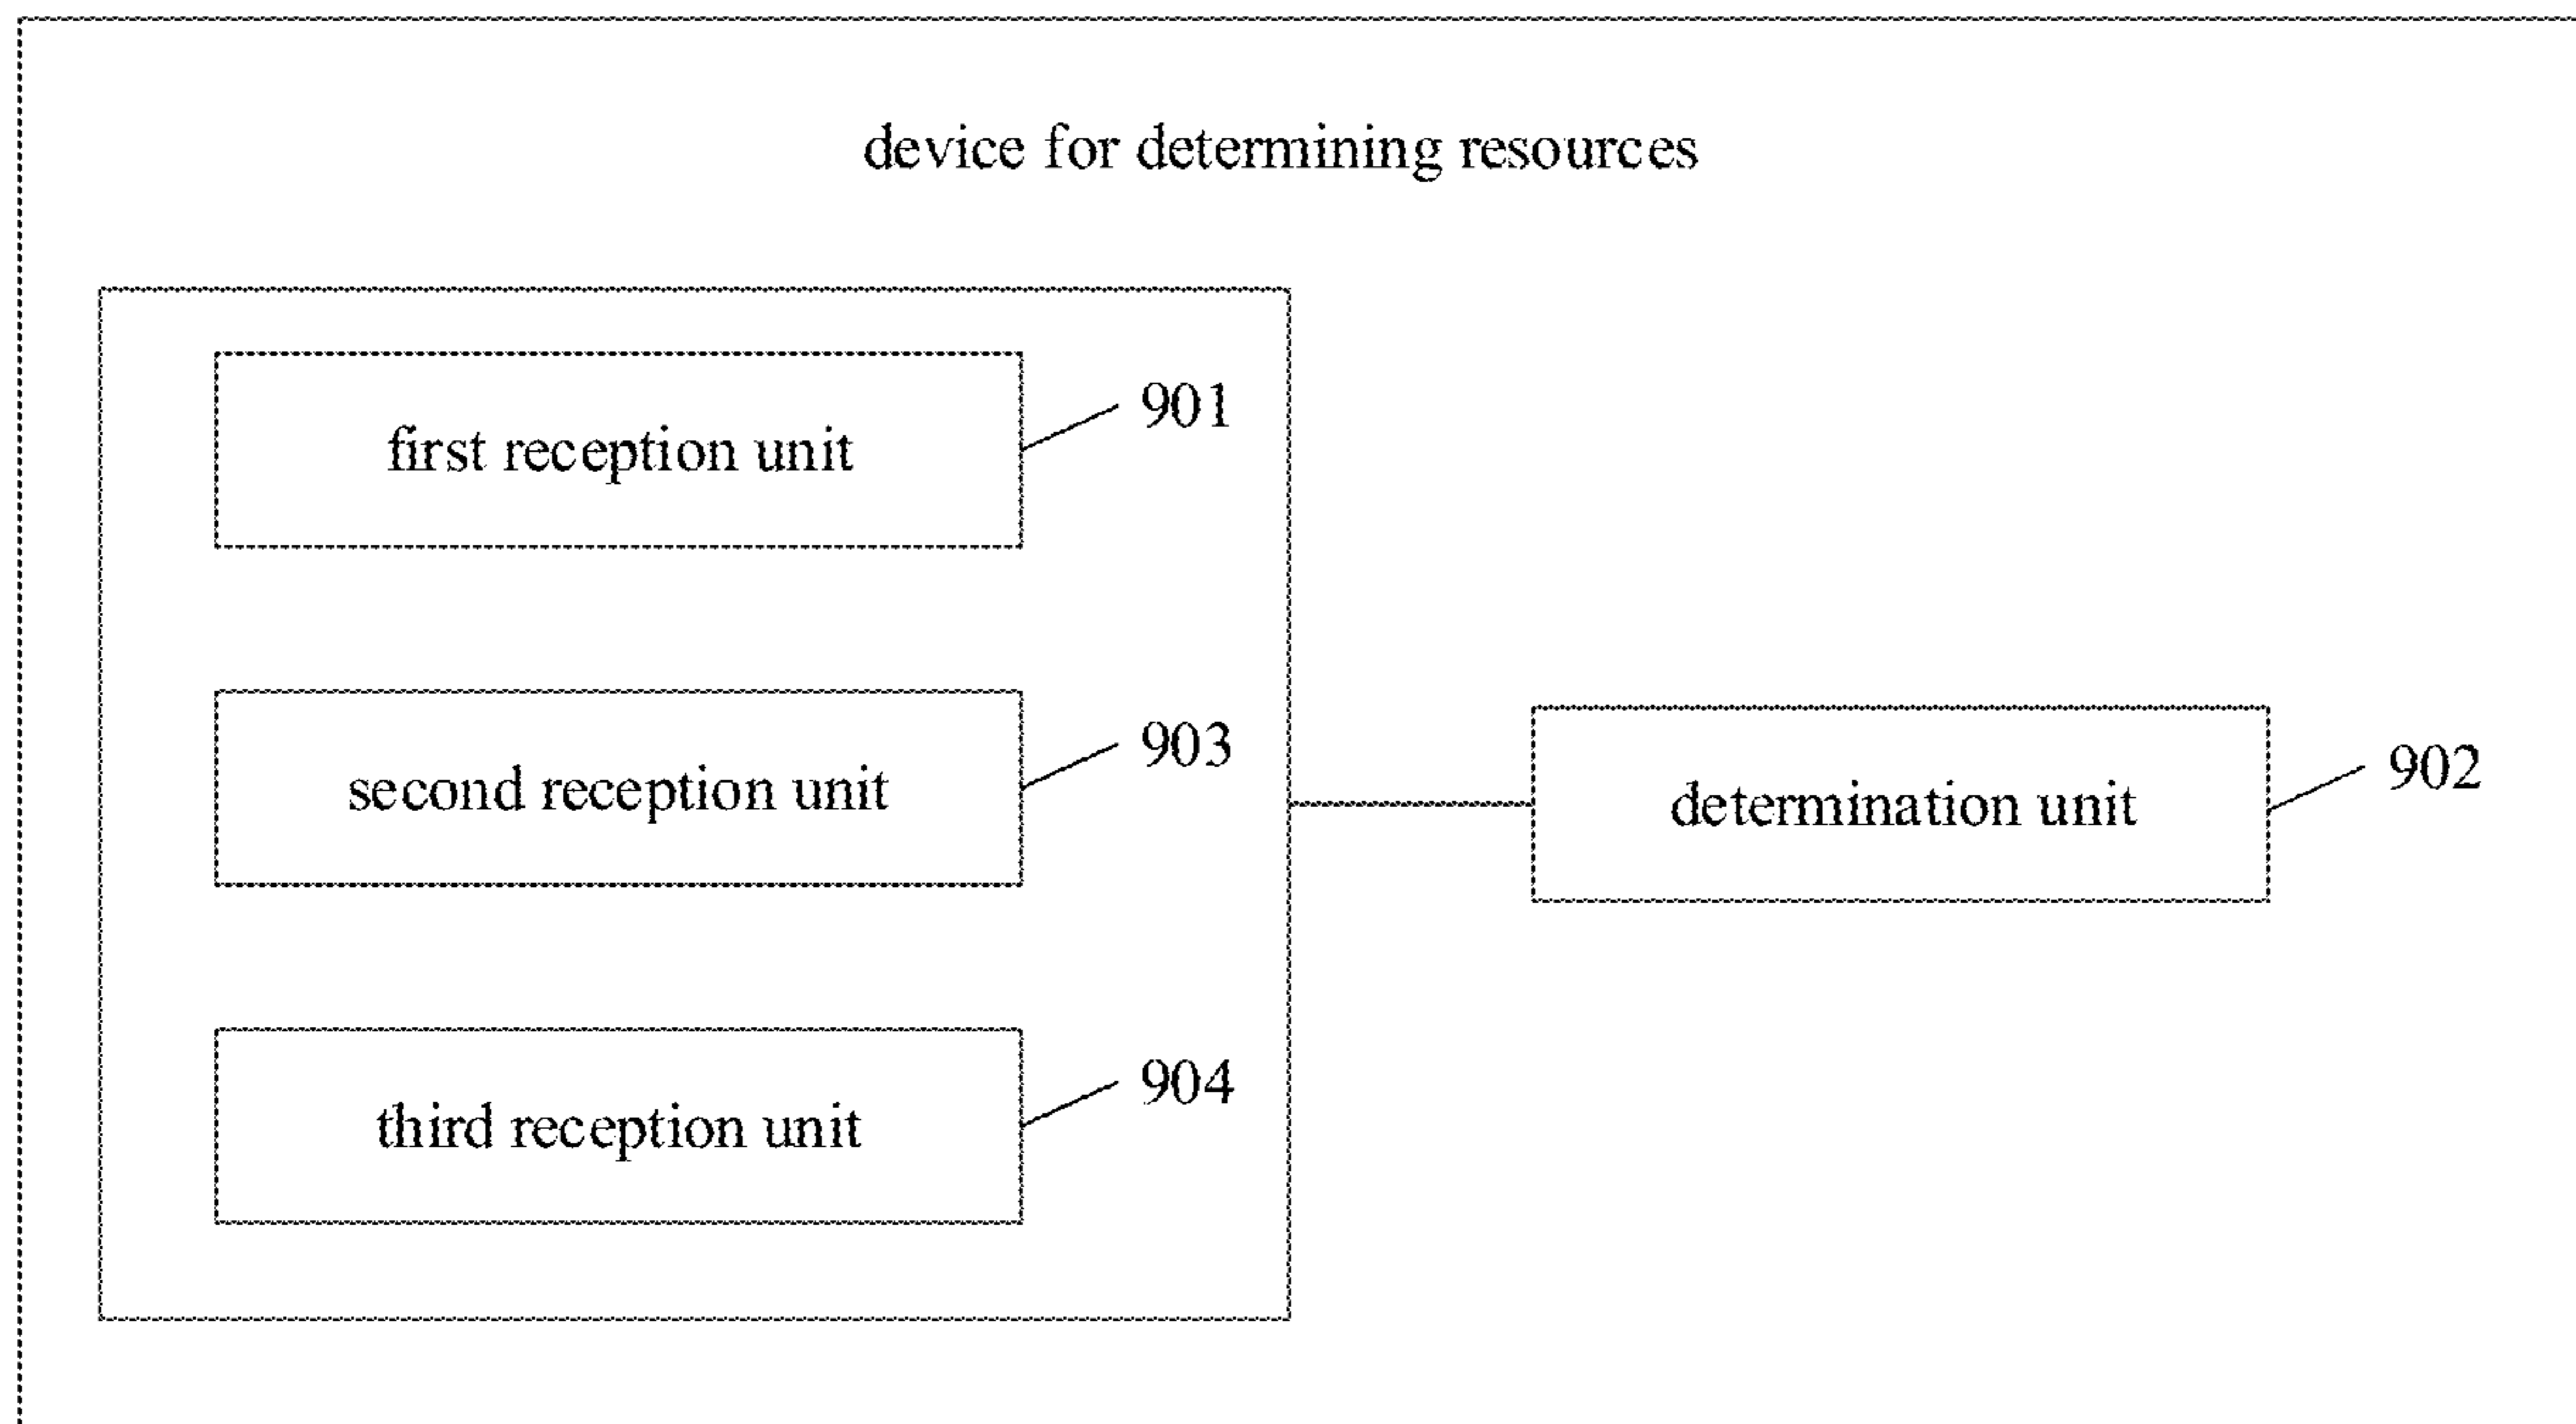 device for determining resources
first reception unit
901
second reception unit
903
determination unit
902
third reception unit
904